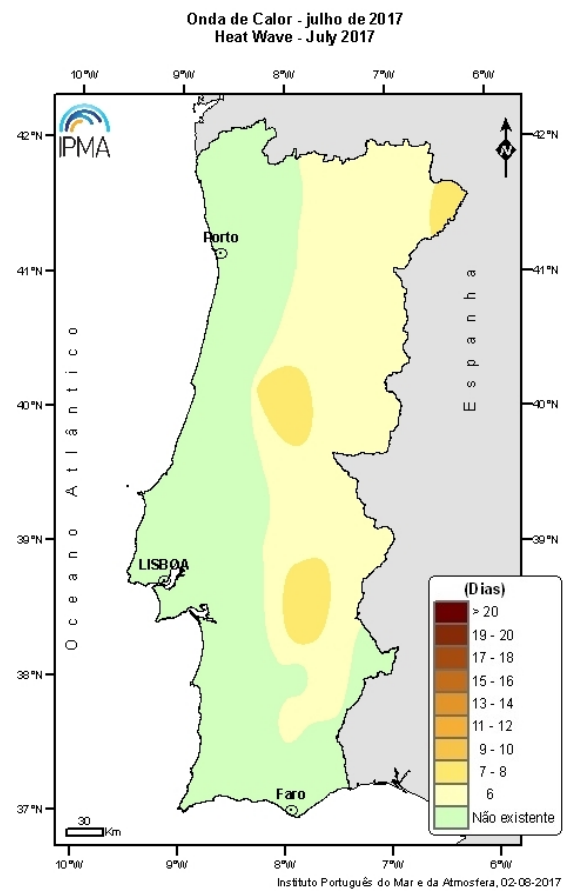 Onda de Calor - julho de 2017
Heat Wave - July 2017
10°W 9°W 8°W 7°W 6°W
IPMA
N
42°N 42°N
Porto
41°N 41°N
Oceano Atlântico
Espanha
40°N 40°N
39°N 39°N
LISBOA
38°N
37°N
Faro
30
Km
(Dias)
> 20
19 - 20
17 - 18
15 - 16
13 - 14
11 - 12
9 - 10
7 - 8
6
Não existente
10°W 9°W 8°W 7°W 6°W
Instituto Português do Mar e da Atmosfera, 02-08-2017